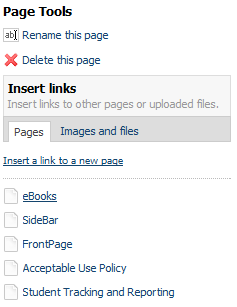 Page Tools
ab Rename this page
Delete this page
Insert links
Insert links to other pages or uploaded files.
Pages Images and files
Insert a link to a new page
eBooks
SideBar
FrontPage
Acceptable Use Policy
Student Tracking and Reporting